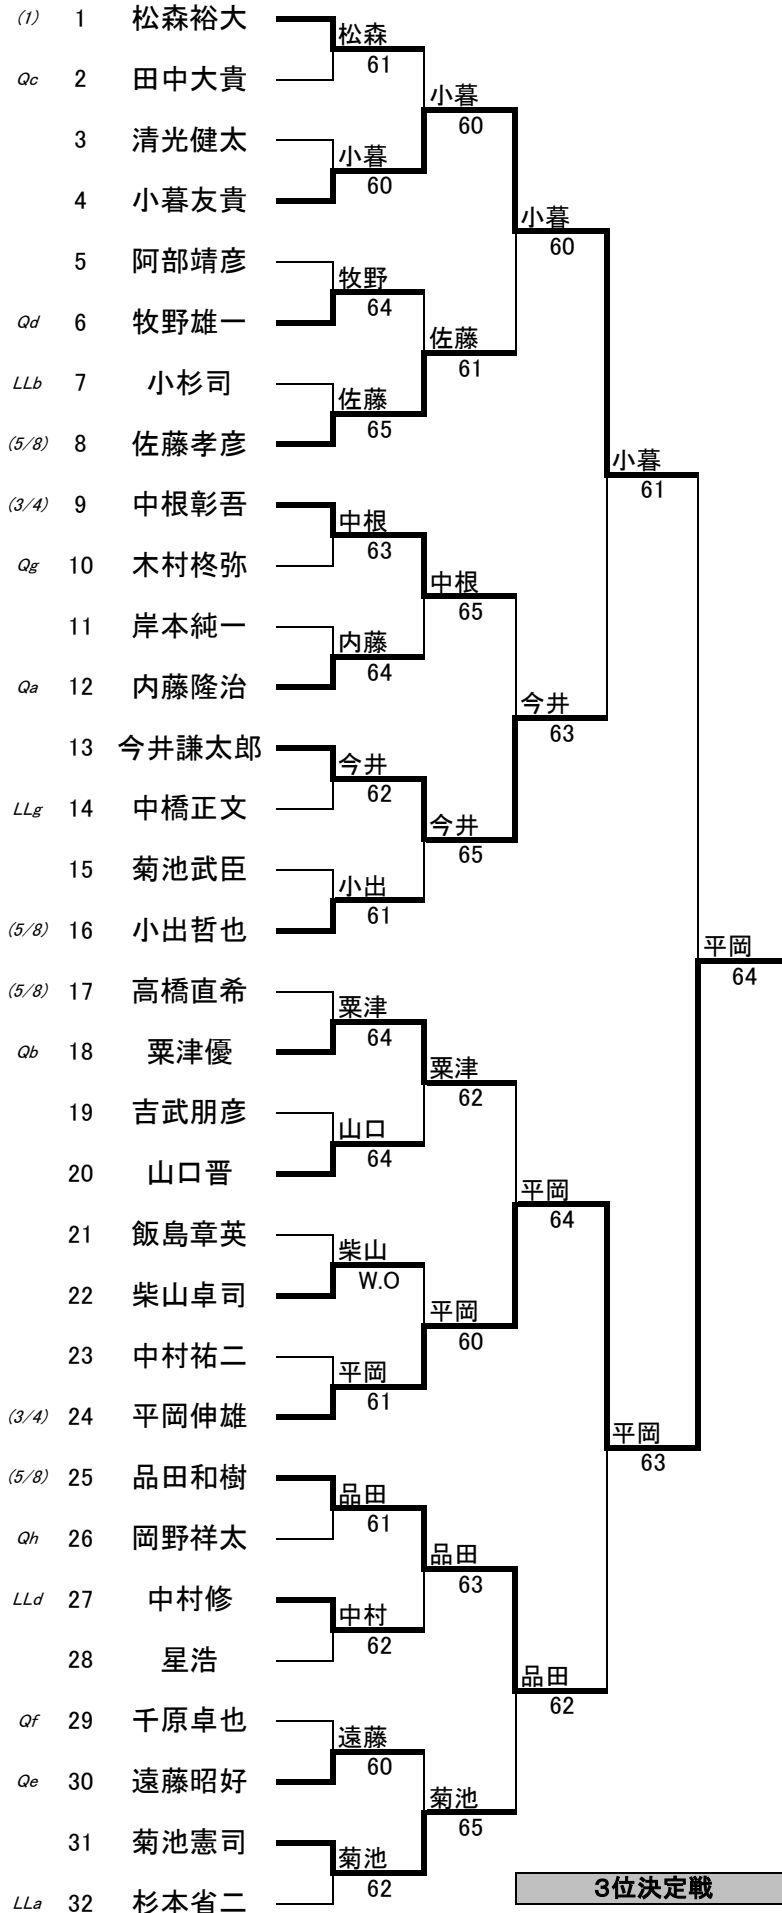 (1) 1 松森裕大
松森
61
Qc 2 田中大貴
小暮
60
3 清光健太
小暮
60
4 小暮友貴
小暮
60
5 阿部靖彦
牧野
64
Qd 6 牧野雄一
佐藤
61
LLb 7 小杉司
佐藤
65
(5/8) 8 佐藤孝彦
小暮
61
(3/4) 9 中根彰吾
中根
63
Qg 10 木村柊弥
中根
65
11 岸本純一
内藤
64
Qa 12 内藤隆治
今井
63
13 今井謙太郎
今井
62
LLg 14 中橋正文
今井
65
15 菊池武臣
小出
61
(5/8) 16 小出哲也
平岡
64
(5/8) 17 高橋直希
粟津
64
Qb 18 粟津優
粟津
62
19 吉武朋彦
山口
64
20 山口晋
平岡
64
21 飯島章英
柴山
W.O
22 柴山卓司
平岡
60
23 中村祐二
平岡
61
(3/4) 24 平岡伸雄
平岡
63
(5/8) 25 品田和樹
品田
61
Qh 26 岡野祥太
品田
63
LLd 27 中村修
中村
62
28 星浩
品田
62
Qf 29 千原卓也
遠藤
60
Qe 30 遠藤昭好
菊池
65
31 菊池憲司
菊池
62
3位決定戦
LLa 32 杉本省二